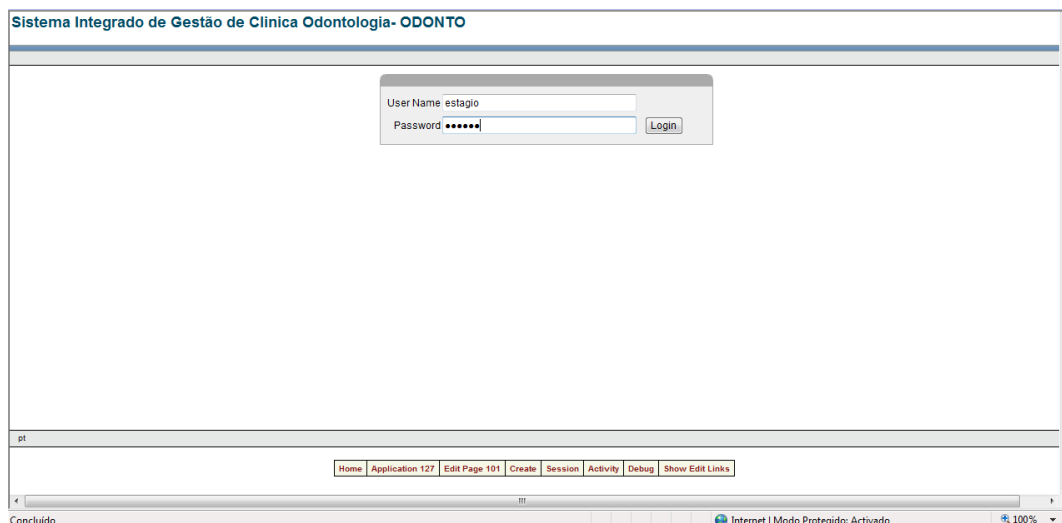 Sistema Integrado de Gestão de Clinica Odontologia- ODONTO
User Name estagio
Password ●●●●●● Login
pt
Home Application 127 Edit Page 101 Create Session Activity Debug Show Edit Links
Concluído Internet | Modo Protegido: Activado 100%